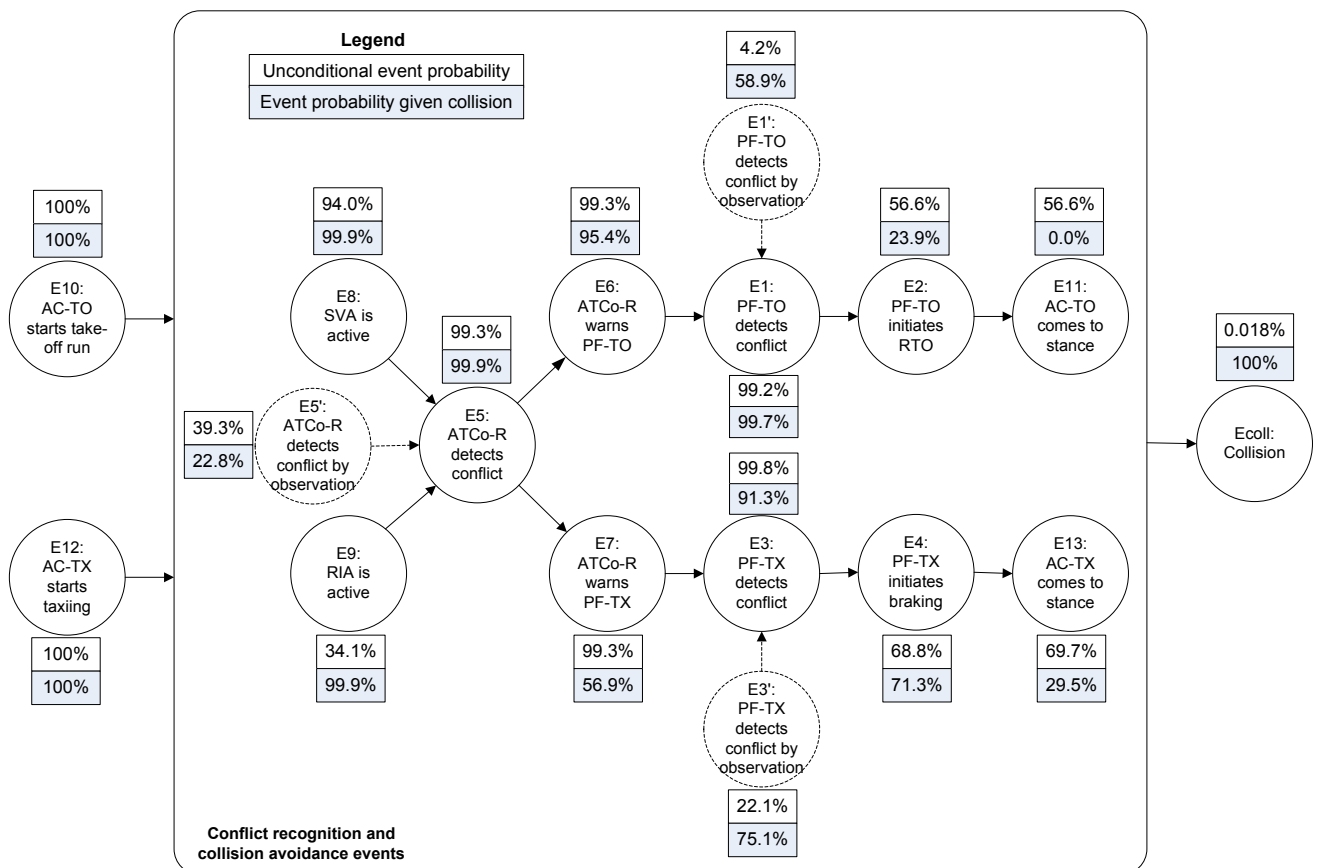 Legend
Unconditional event probability
Event probability given collision
4.2%
58.9%
E1':
PF-TO
detects
conflict by
observation
100%
100%
E10:
AC-TO
starts take-
off run
94.0%
99.9%
E8:
SVA is
active
99.3%
95.4%
E6:
ATCo-R
warns
PF-TO
E1:
PF-TO
detects
conflict
99.2%
99.7%
56.6%
23.9%
E2:
PF-TO
initiates
RTO
56.6%
0.0%
E11:
AC-TO
comes to
stance
39.3%
22.8%
E5':
ATCo-R
detects
conflict by
observation
99.3%
99.9%
E5:
ATCo-R
detects
conflict
0.018%
100%
Ecoll:
Collision
E12:
AC-TX
starts
taxiing
100%
100%
E9:
RIA is
active
34.1%
99.9%
E7:
ATCo-R
warns
PF-TX
99.3%
56.9%
99.8%
91.3%
E3:
PF-TX
detects
conflict
E4:
PF-TX
initiates
braking
68.8%
71.3%
E13:
AC-TX
comes to
stance
69.7%
29.5%
E3':
PF-TX
detects
conflict by
observation
22.1%
75.1%
Conflict recognition and
collision avoidance events